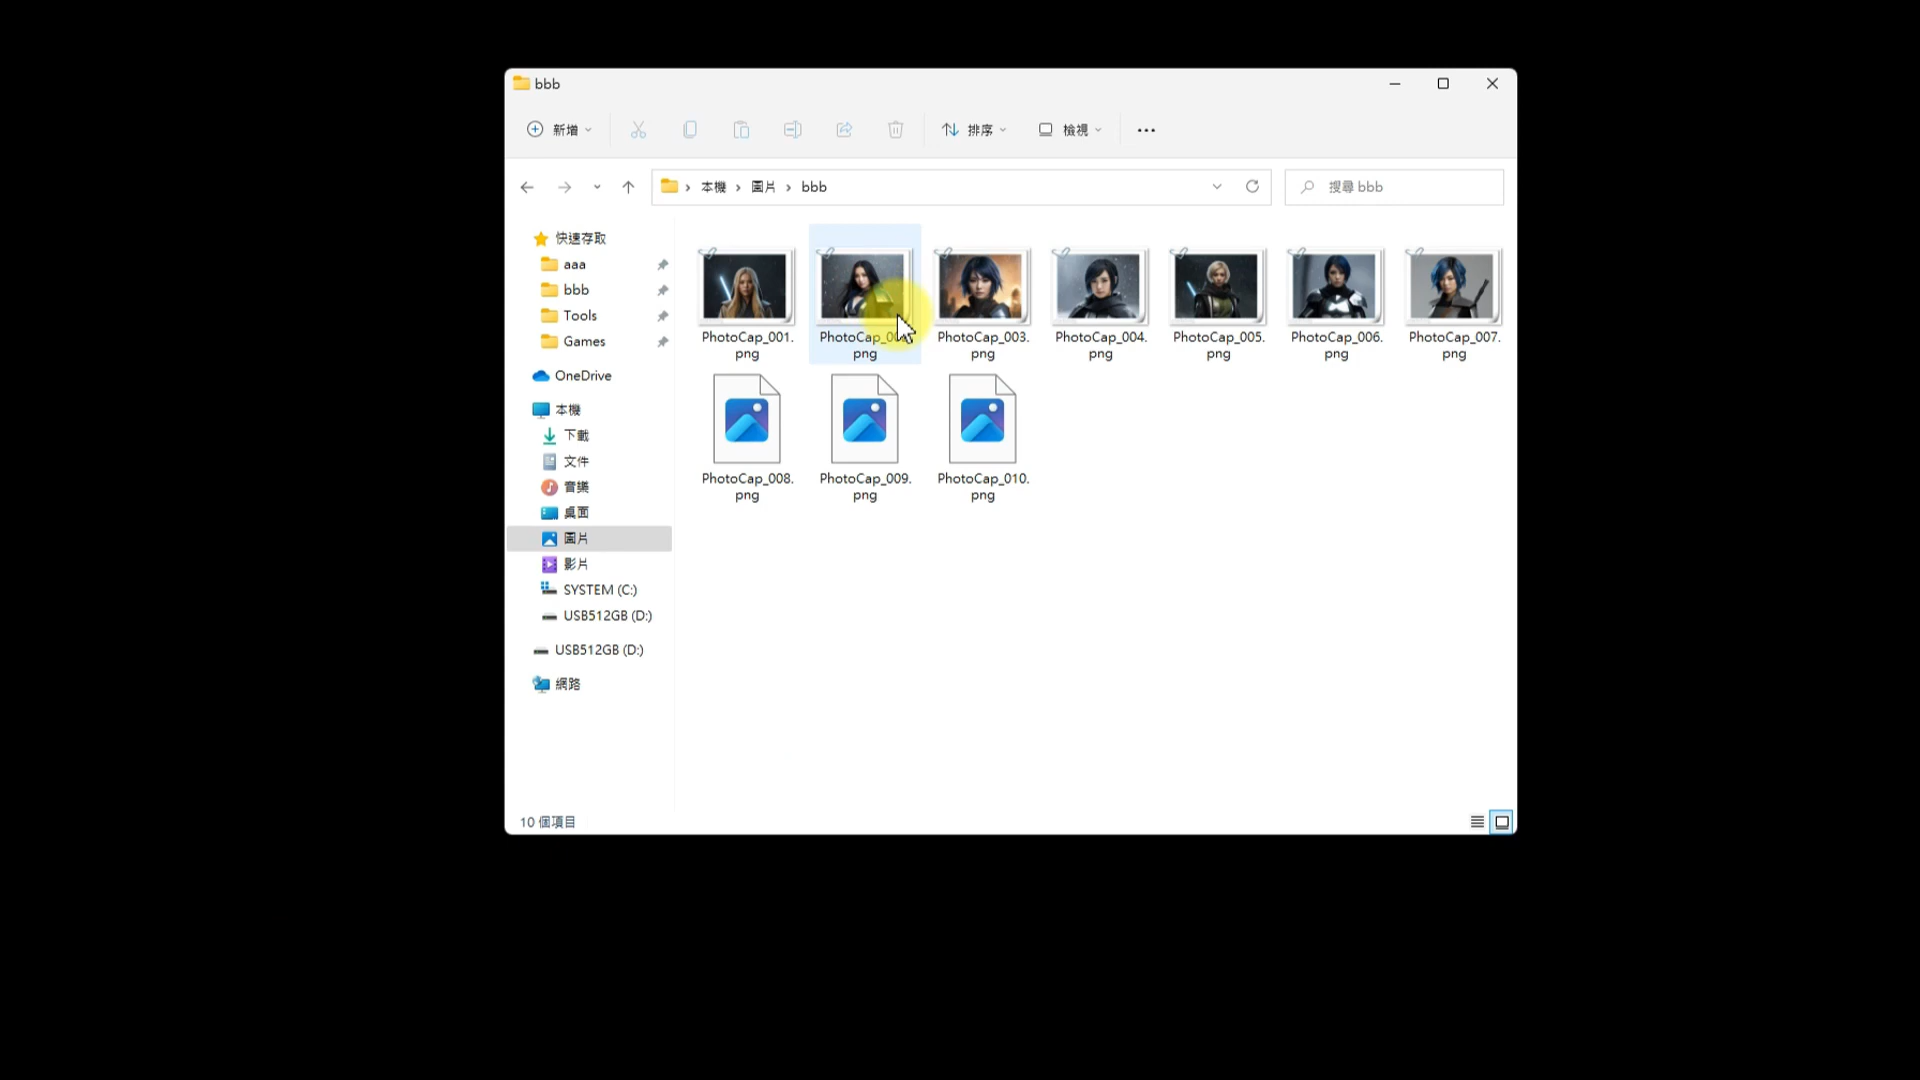 bbb
新增
排序
檢視
本機 › 圖片 › bbb
搜尋 bbb
快速存取
aaa
bbb
Tools
Games
OneDrive
本機
下載
文件
音樂
桌面
圖片
影片
SYSTEM (C:)
USB512GB (D:)
USB512GB (D:)
網路
PhotoCap_001.
png
png
PhotoCap_003.
png
PhotoCap_004.
png
PhotoCap_005.
png
PhotoCap_006.
png
PhotoCap_007.
png
PhotoCap_008.
png
PhotoCap_009.
png
PhotoCap_010.
png
10 個項目